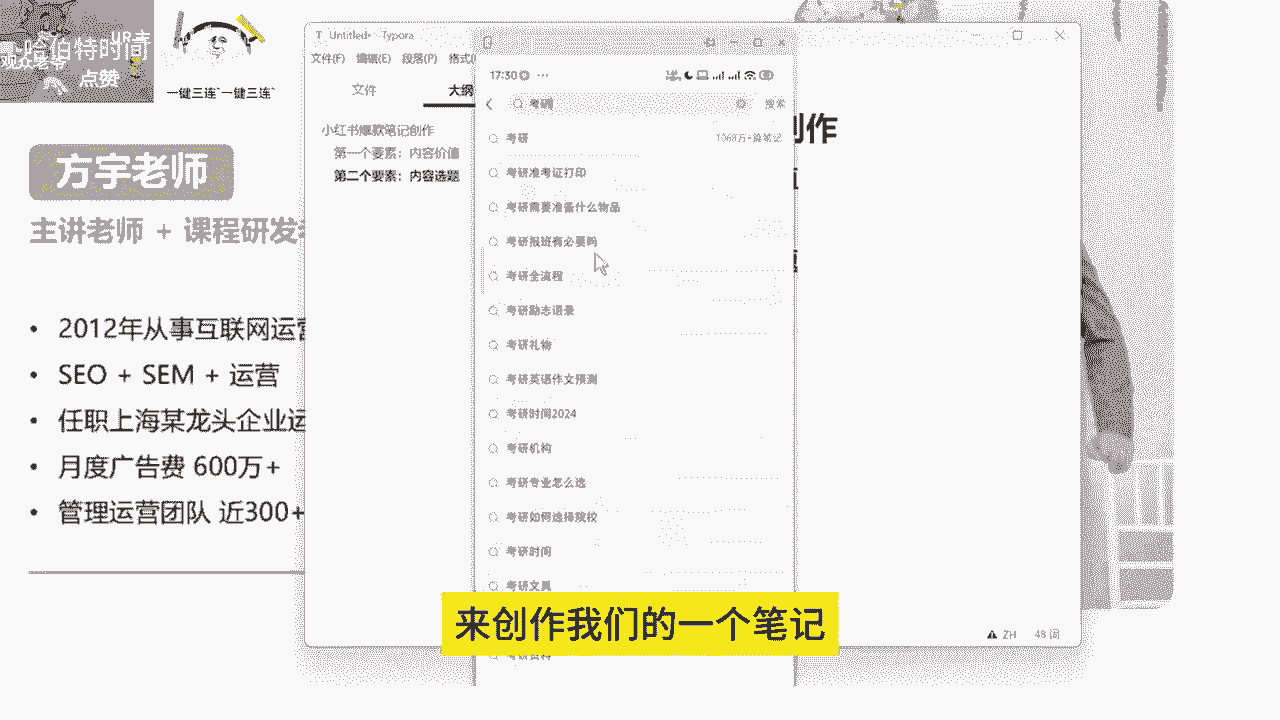 哈伯特时间
点赞
一键三连`一键三连`
方宇老师
主讲老师 + 课程研发
2012年从事互联网运营
SEO + SEM + 运营
任职上海某龙头企业运
月度广告费 600万+
管理运营团队 近300+
Untitled• Typora
文件(F) 编辑(E) 段落(P) 格式(
文件
大纲
小红书爆款笔记创作
第一个要素：内容价值
第二个要素：内容选题
17:30
考研
搜索
考研
1068万+篇笔记
考研准考证打印
考研需要准备什么物品
考研报班有必要吗
考研全流程
考研励志语录
考研礼物
考研英语作文预测
考研时间2024
考研机构
考研专业怎么选
考研如何选择院校
考研时间
考研文具
考研资料
创作
ZH 48 词
来创作我们的一个笔记